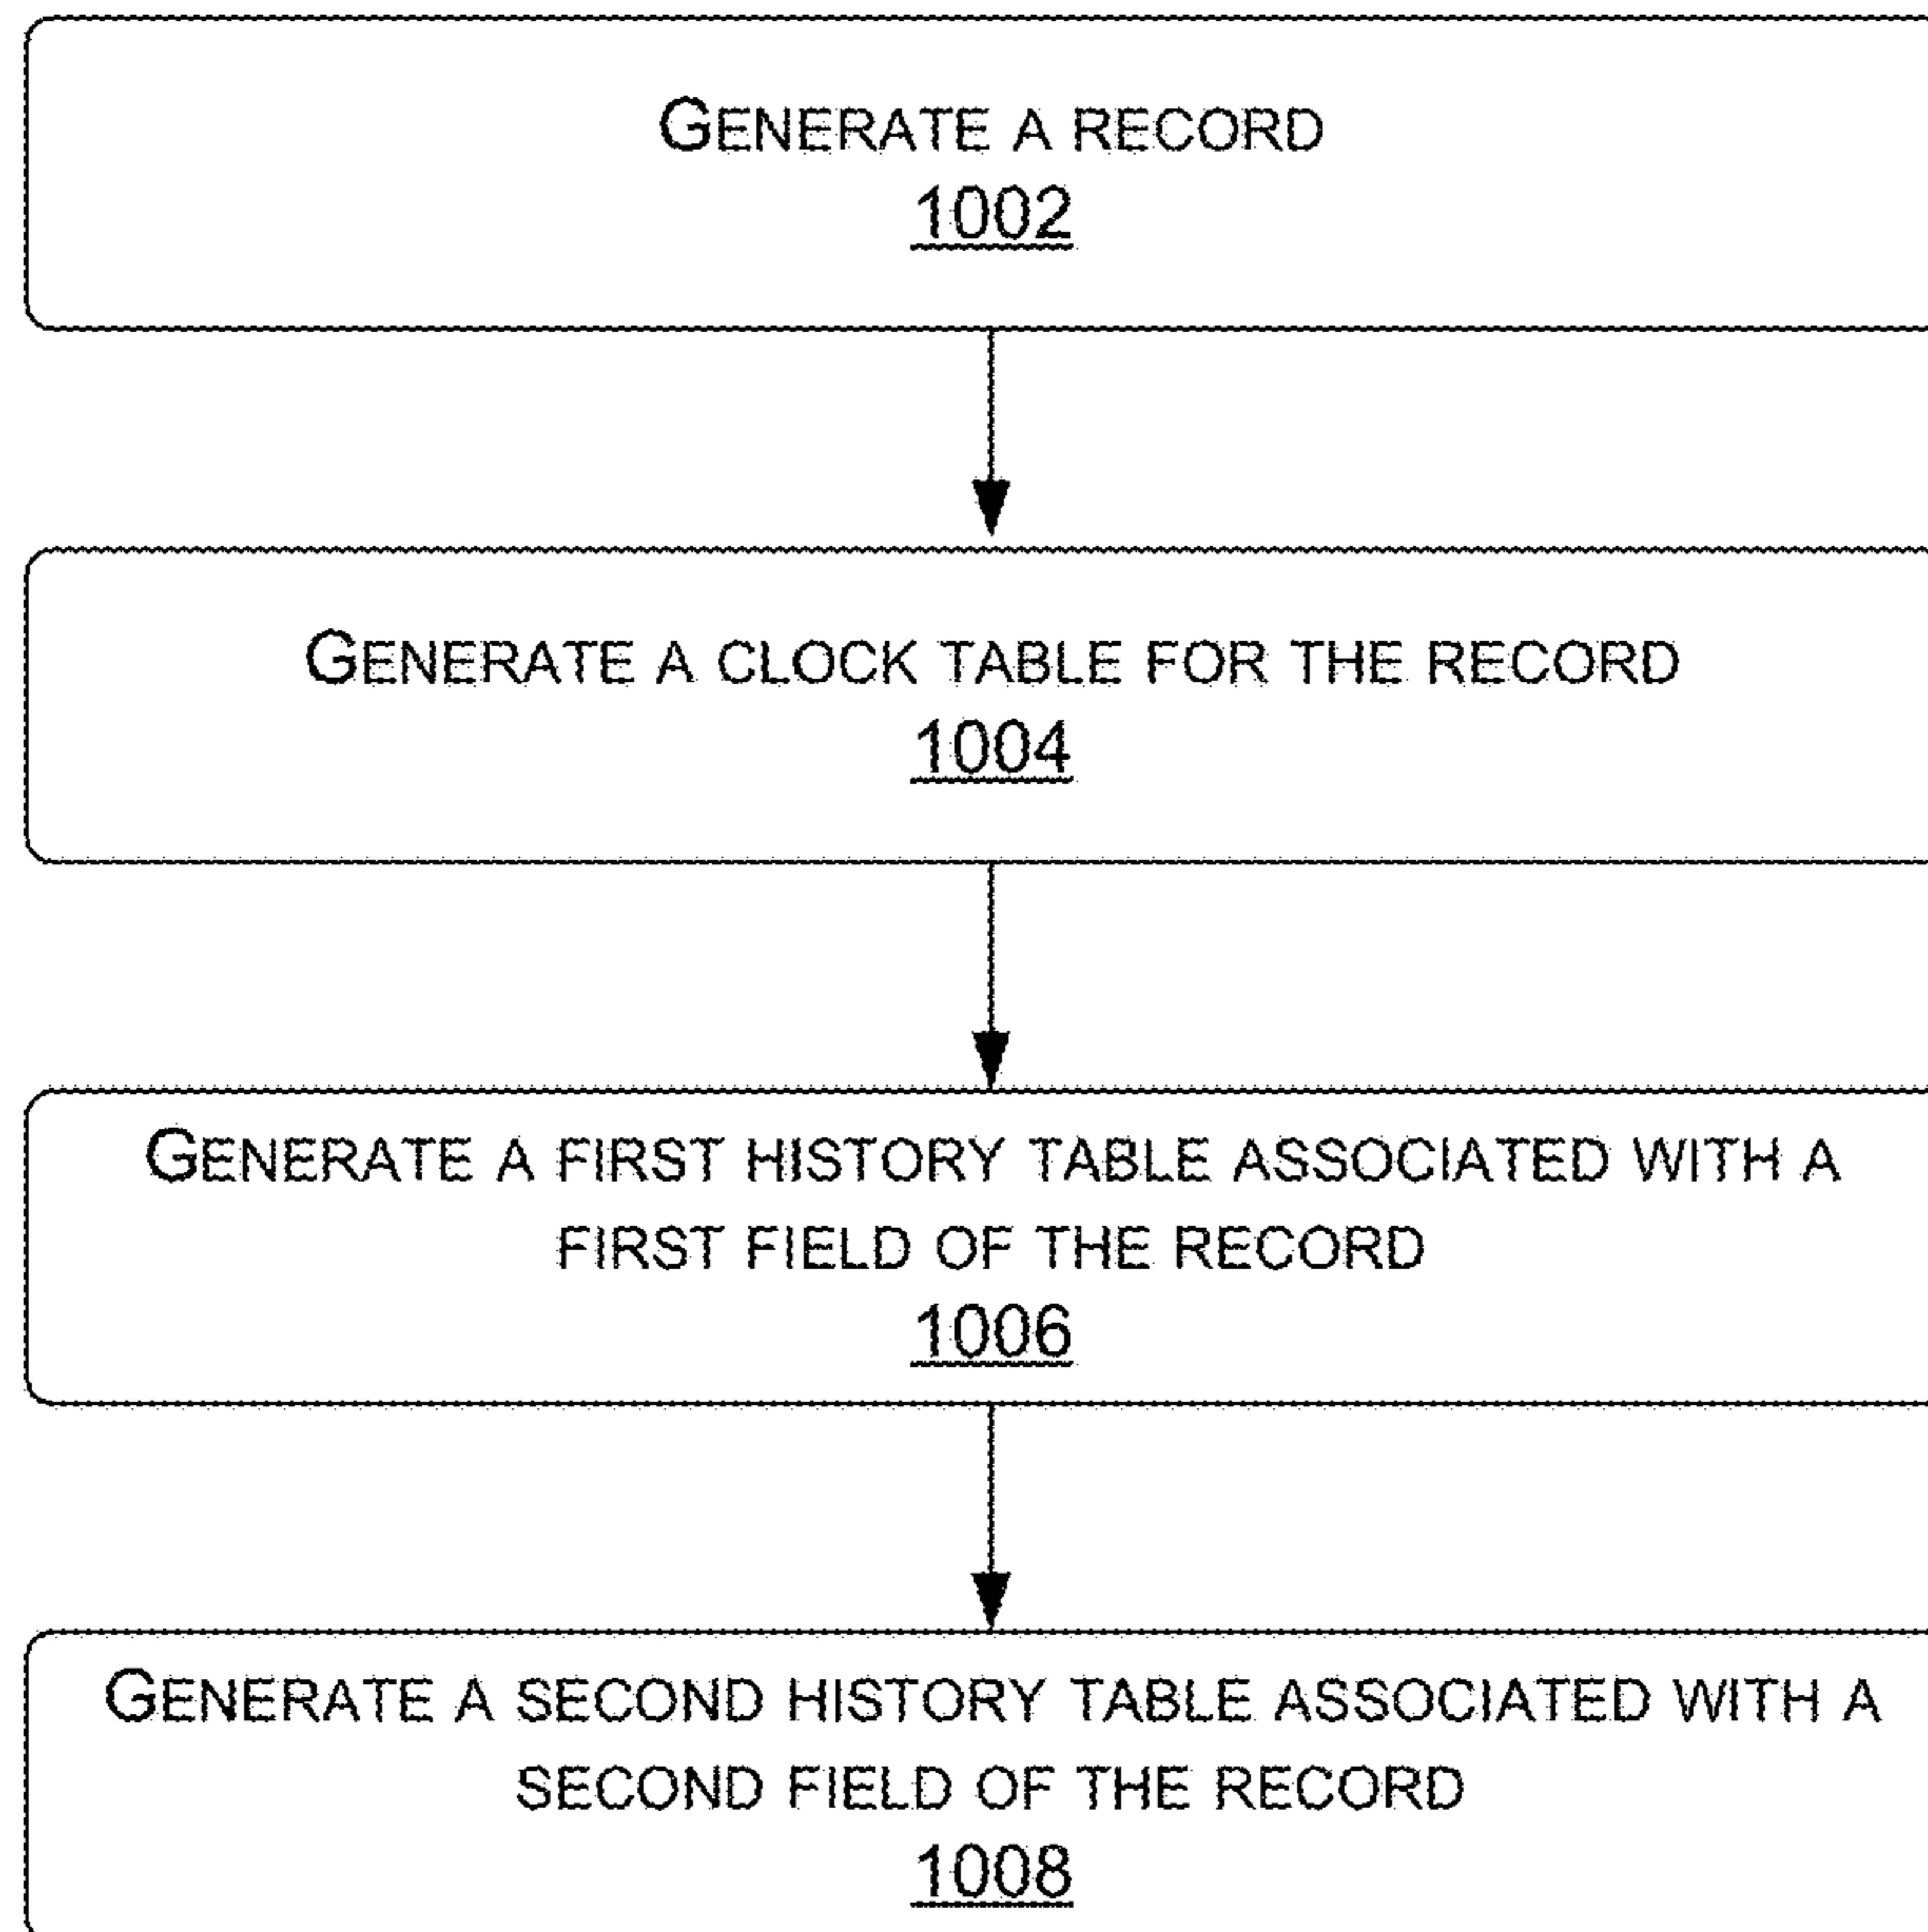 GENERATE A RECORD
1002
GENERATE A CLOCK TABLE FOR THE RECORD
1004
GENERATE A FIRST HISTORY TABLE ASSOCIATED WITH A
FIRST FIELD OF THE RECORD
1006
GENERATE A SECOND HISTORY TABLE ASSOCIATED WITH A
SECOND FIELD OF THE RECORD
1008